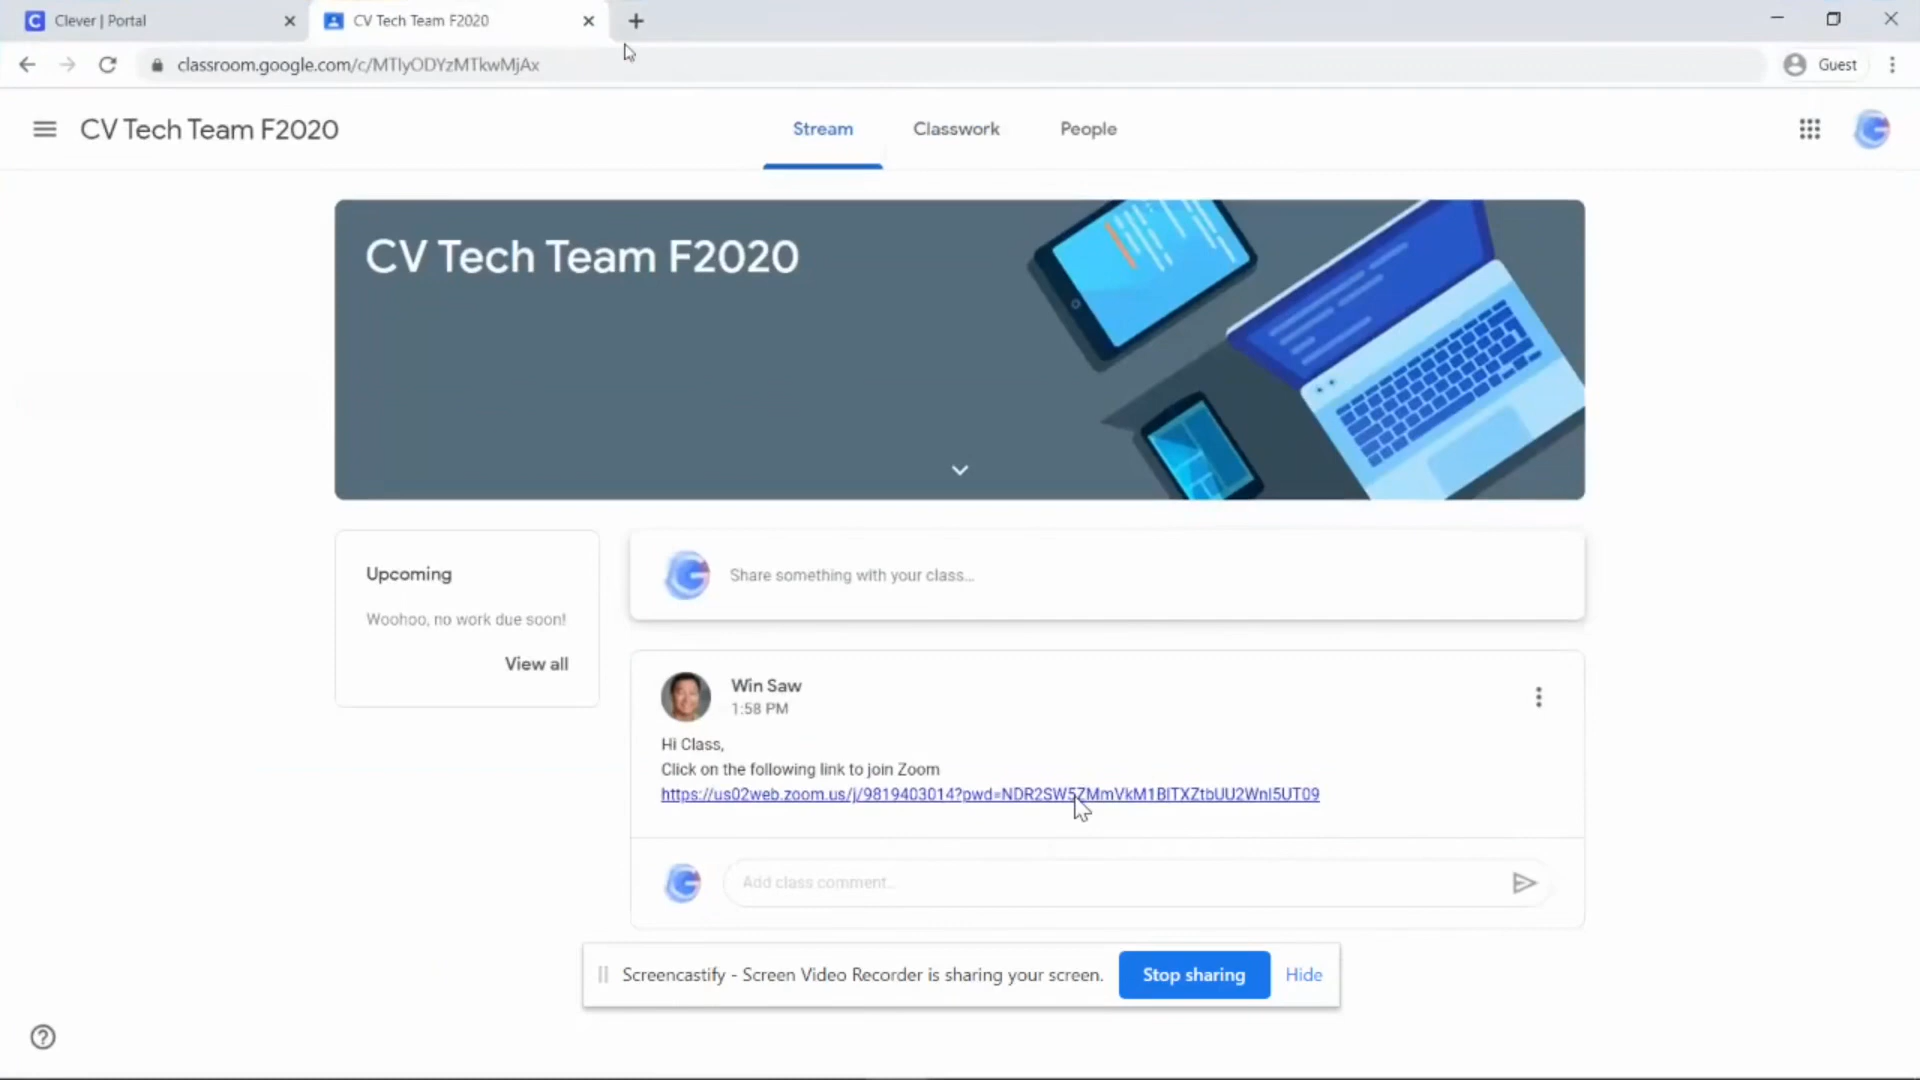 Clever | Portal
CV Tech Team F2020
classroom.google.com/c/MTIyODYzMTkwMjAx
Guest
CV Tech Team F2020
Stream
Classwork
People
CV Tech Team F2020
Upcoming
Woohoo, no work due soon!
View all
Share something with your class...
Win Saw
1:58 PM
Hi Class,
Click on the following link to join Zoom
https://us02web.zoom.us/j/9819403014?pwd=NDR2SW5ZMmVkM1BITXZtbUU2WnI5UT09
Add class comment..
Screencastify - Screen Video Recorder is sharing your screen.
Stop sharing
Hide